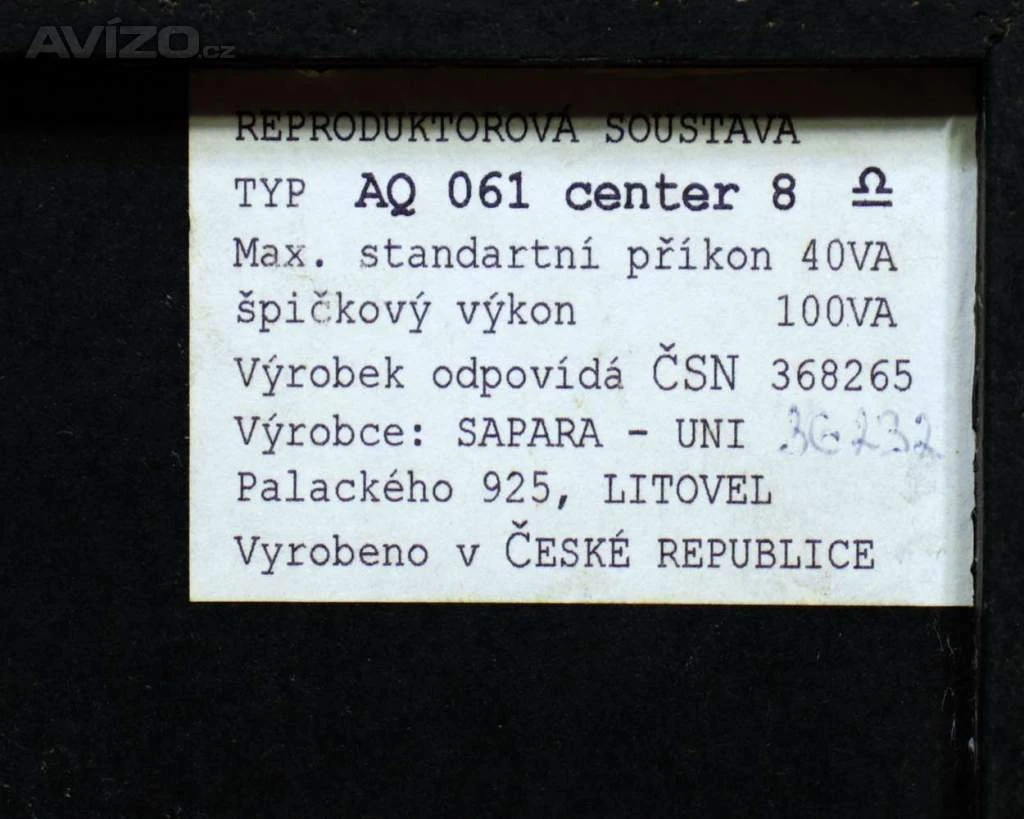 AVÍZO.cz
REPRODUKTOROVÁ SOUSTAVA
TYP AQ 061 center 8 Ω
Max. standartní příkon 40VA
špičkový výkon 100VA
Výrobek odpovídá ČSN 368265
Výrobce: SAPARA - UNI 36232
Palackého 925, LITOVEL
Vyrobeno v ČESKÉ REPUBLICE